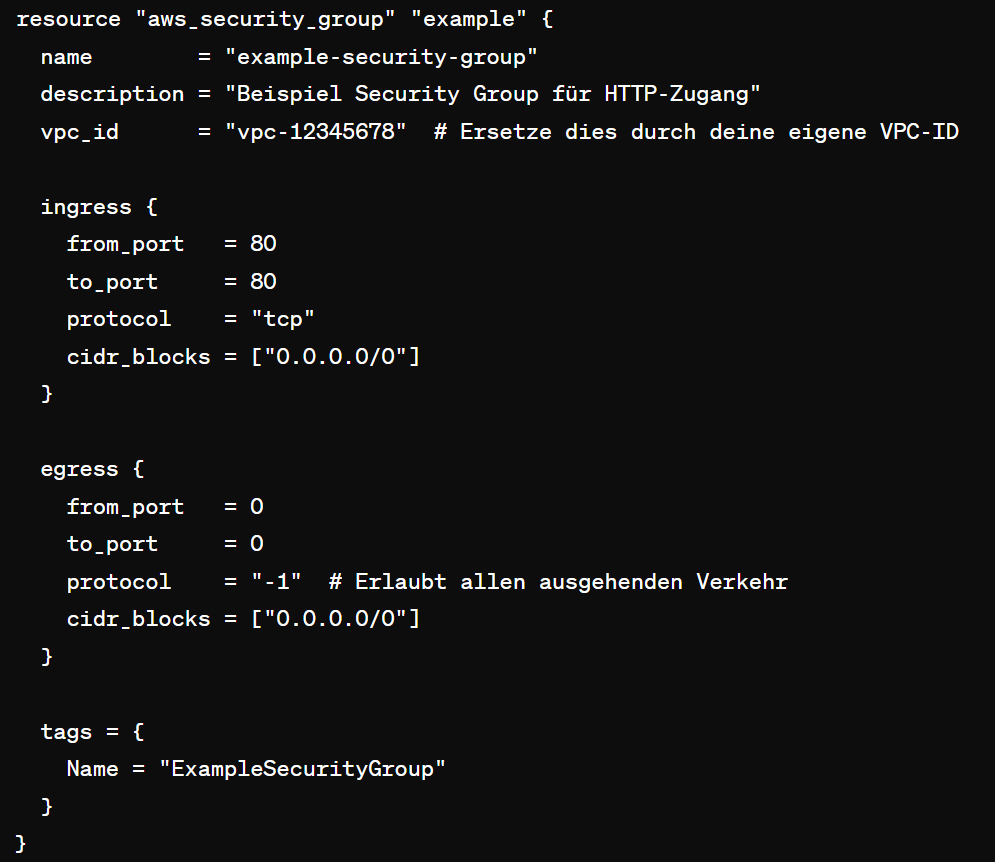 resource "aws_security_group" "example" {
  name        = "example-security-group"
  description = "Beispiel Security Group für HTTP-Zugang"
  vpc_id      = "vpc-12345678"  # Ersetze dies durch deine eigene VPC-ID

  ingress {
    from_port   = 80
    to_port     = 80
    protocol    = "tcp"
    cidr_blocks = ["0.0.0.0/0"]
  }

  egress {
    from_port   = 0
    to_port     = 0
    protocol    = "-1"  # Erlaubt allen ausgehenden Verkehr
    cidr_blocks = ["0.0.0.0/0"]
  }

  tags = {
    Name = "ExampleSecurityGroup"
  }
}